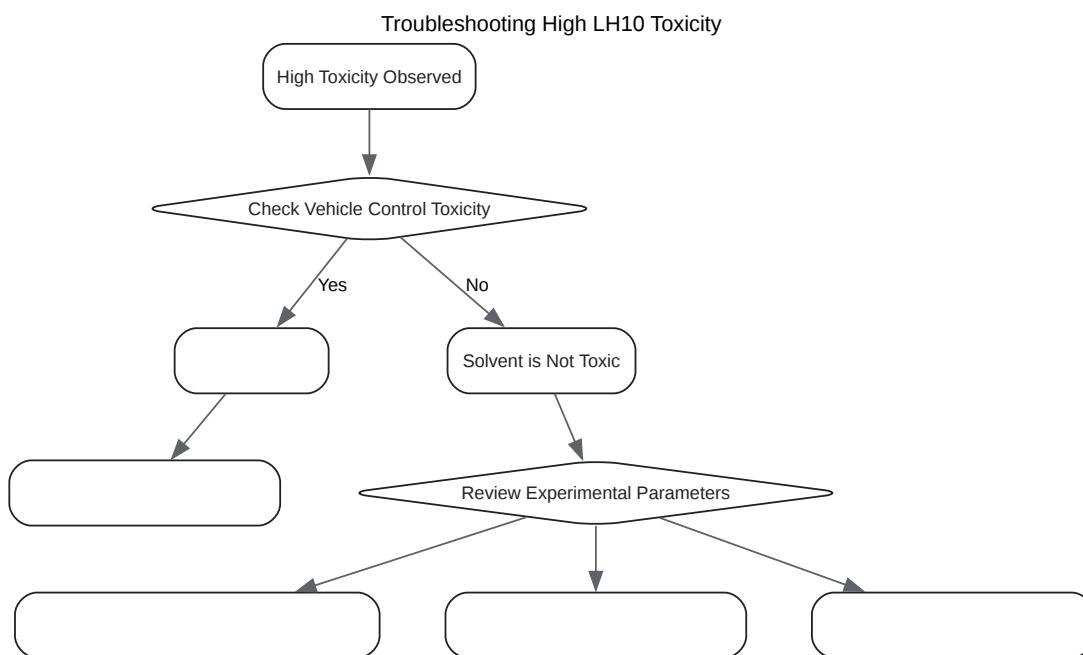 Troubleshooting High LH10 Toxicity
High Toxicity Observed
Check Vehicle Control Toxicity
Yes
No
Solvent is Not Toxic
Review Experimental Parameters